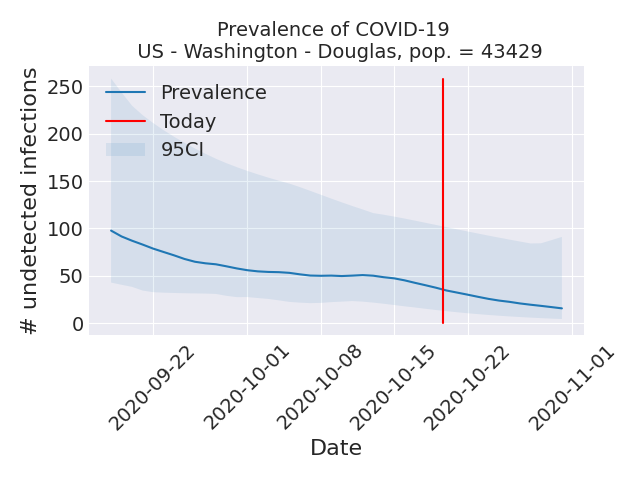 Prevalence of COVID-19
US - Washington - Douglas, pop. = 43429
# undetected infections
250
200
150
100
50
0
Prevalence
Today
95CI
2020-09-22
2020-10-01
2020-10-08
2020-10-15
2020-10-22
2020-11-01
Date